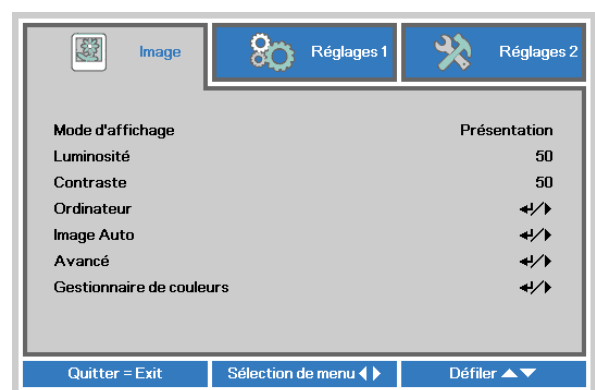 Image
Réglages 1
Réglages 2
Mode d'affichage Présentation
Luminosité 50
Contraste 50
Ordinateur ↵/▶
Image Auto ↵/▶
Avancé ↵/▶
Gestionnaire de couleurs ↵/▶
Quitter = Exit
Sélection de menu ◀▶
Défiler ▲▼